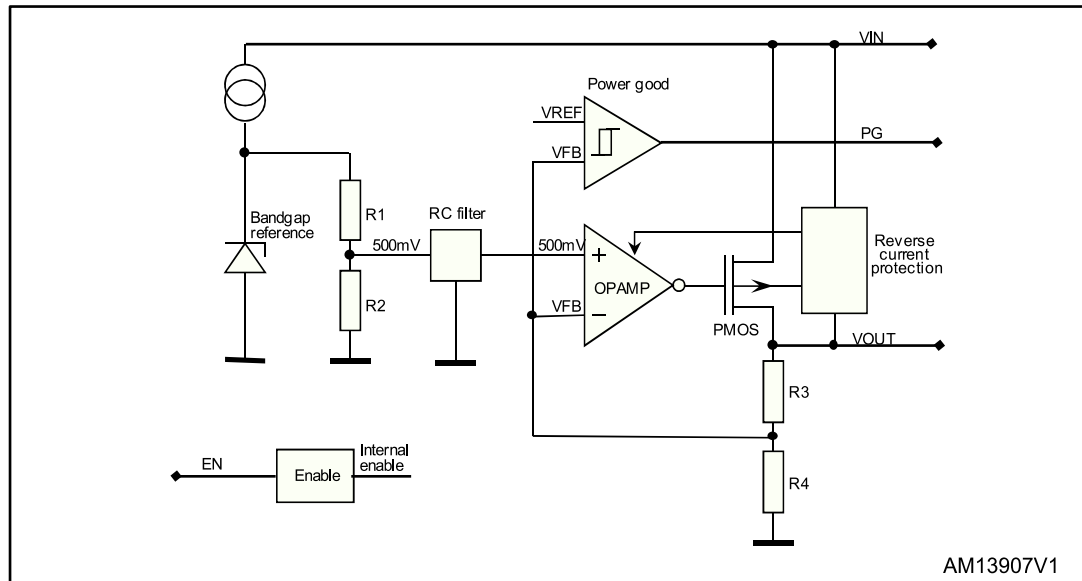 VIN
Power good
VREF
PG
VFB
Bandgap
reference
R1
RC filter
500mV
500mV
+
OPAMP
Reverse
current
protection
R2
VFB
−
PMOS
VOUT
R3
EN
Enable
Internal
enable
R4
AM13907V1